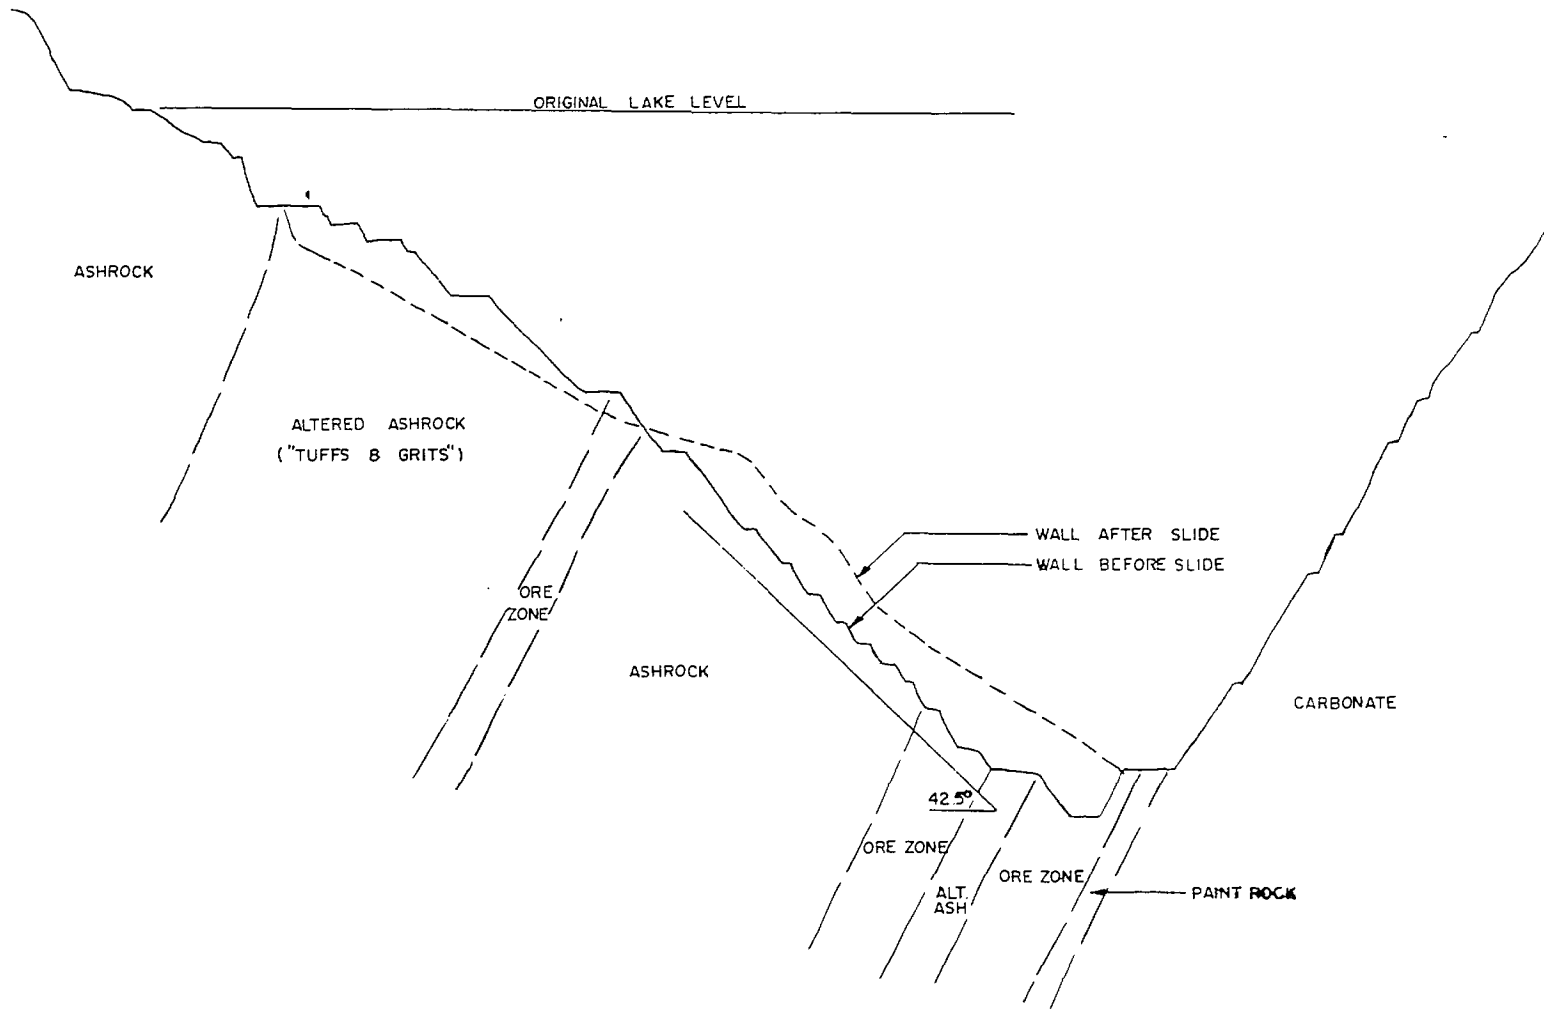 ORIGINAL LAKE LEVEL
ASHROCK
ALTERED ASHROCK
("TUFFS 8 GRITS")
WALL AFTER SLIDE
WALL BEFORE SLIDE
ORE
ZONE
ASHROCK
CARBONATE
42.5°
ORE ZONE
ORE ZONE
ALT.
ASH
PAINT ROCK